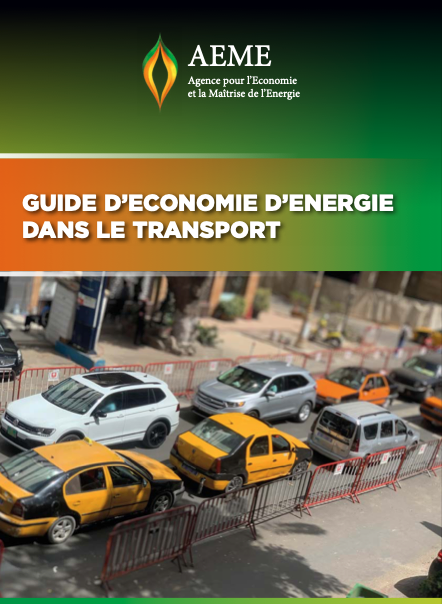 AEME
Agence pour l'Economie
et la Maîtrise de l'Energie
GUIDE D'ECONOMIE D'ENERGIE
DANS LE TRANSPORT